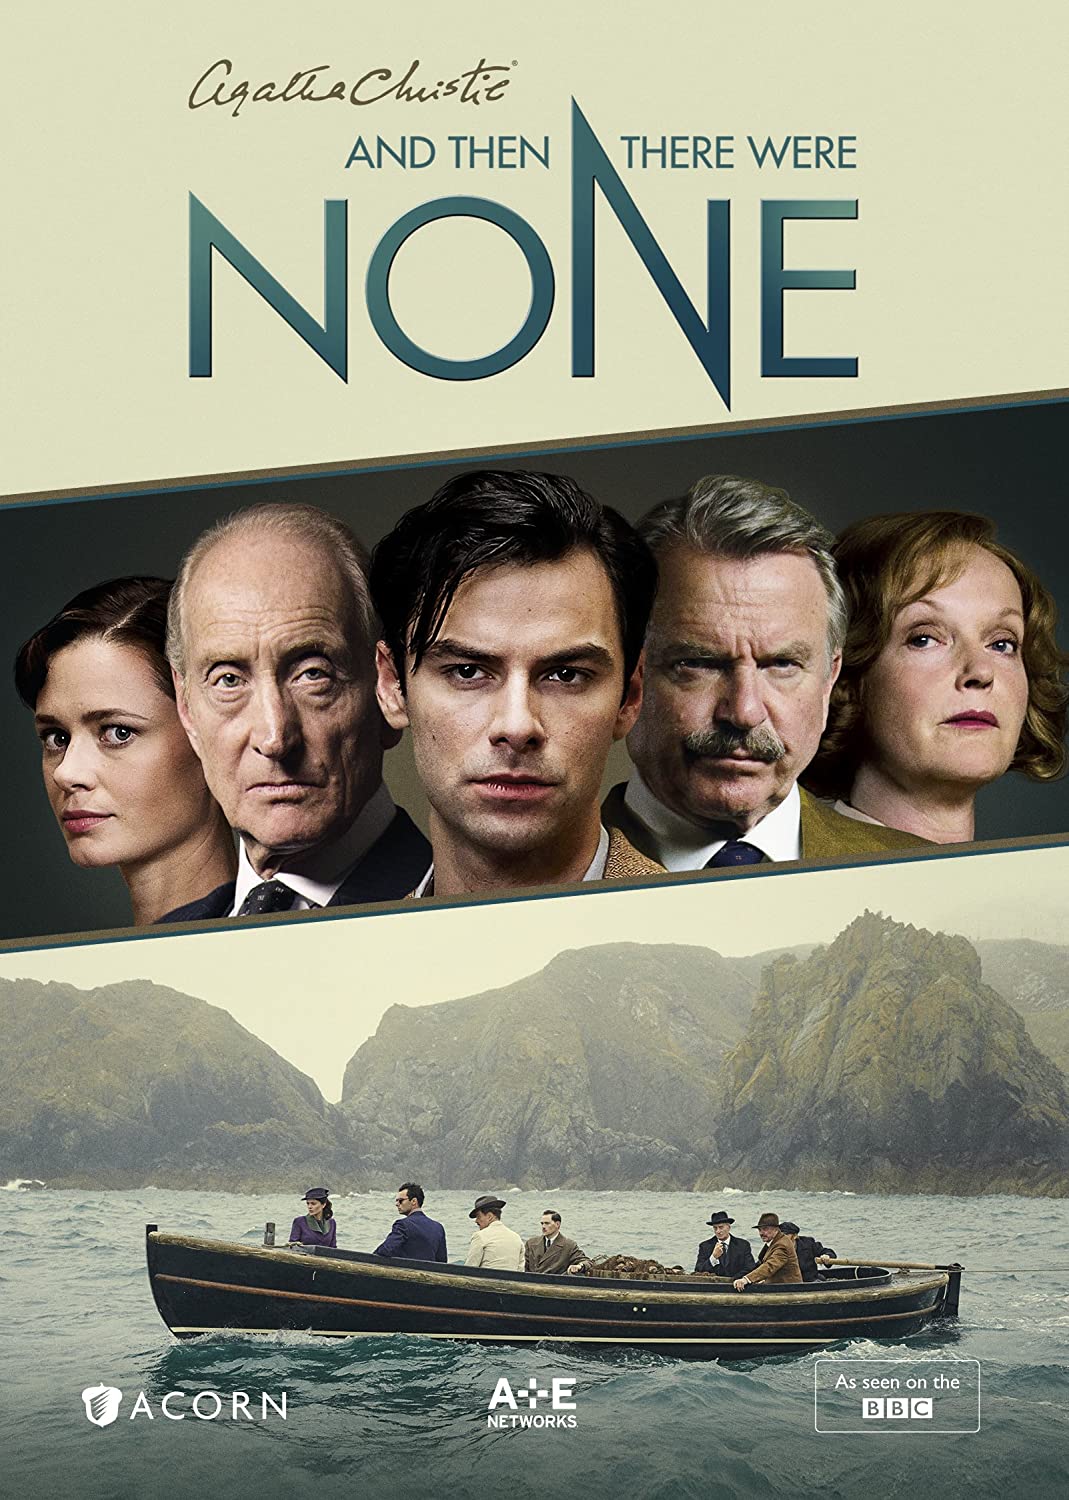 Agatha Christie®
AND THEN THERE WERE
NONE
ACORN
A+E
NETWORKS
As seen on the
BBC